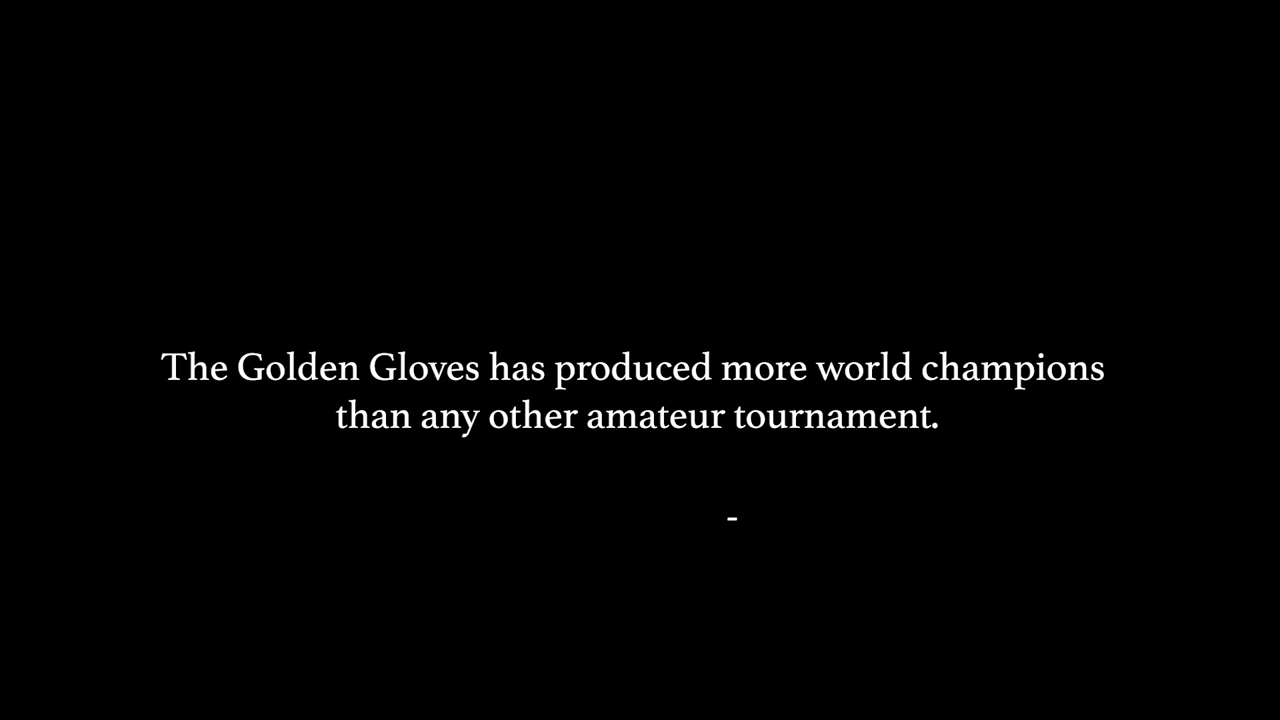 The Golden Gloves has produced more world champions
than any other amateur tournament.
-